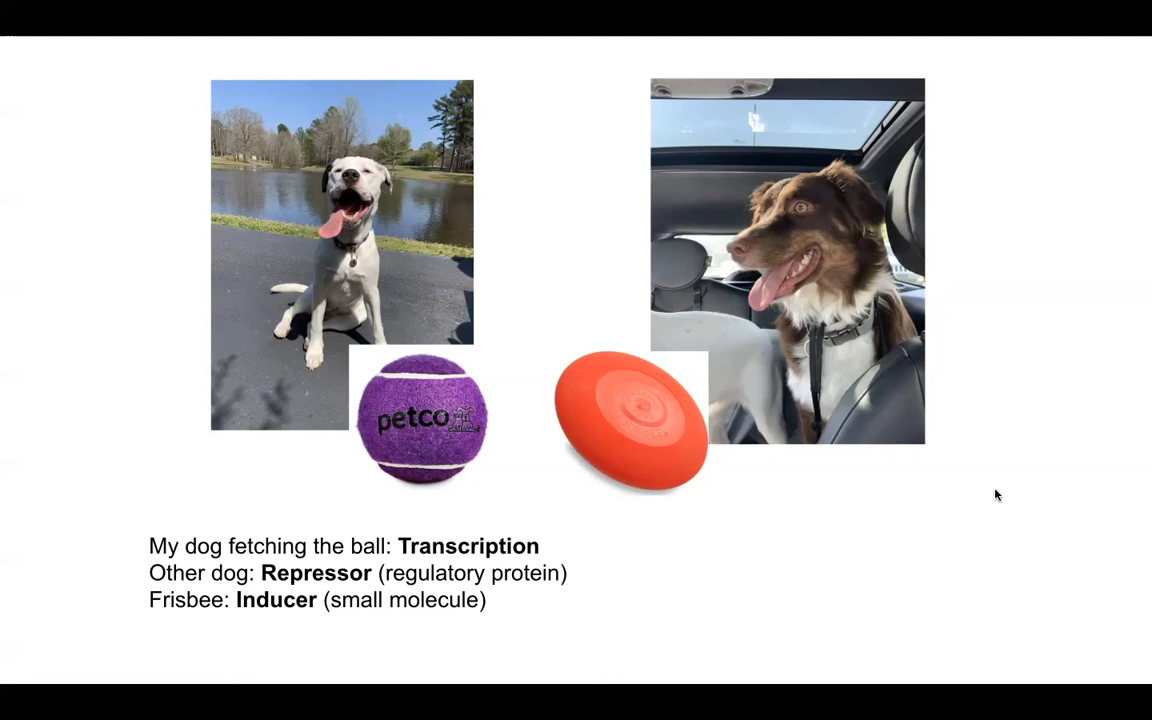 petco
My dog fetching the ball: Transcription
Other dog: Repressor (regulatory protein)
Frisbee: Inducer (small molecule)